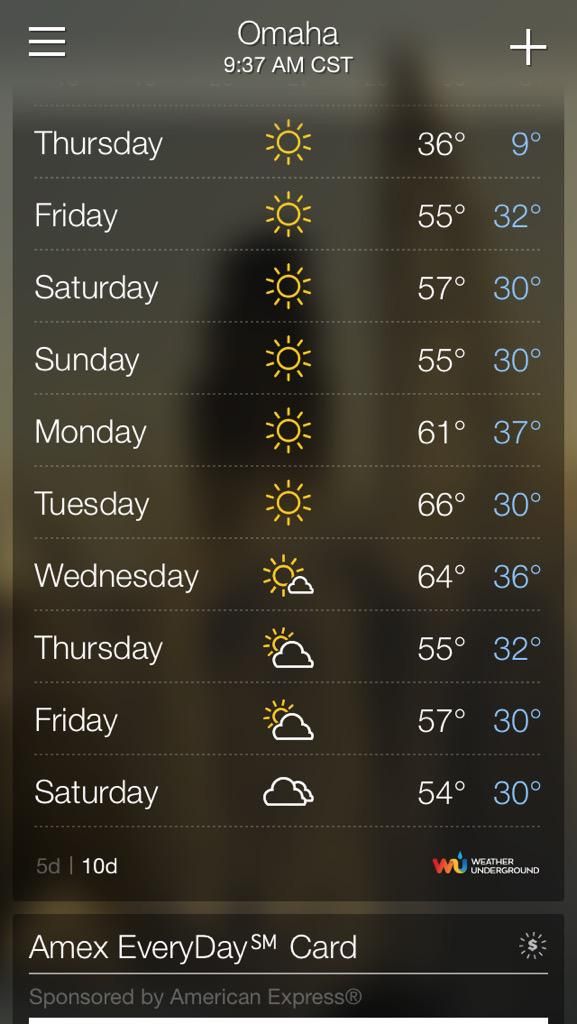 Omaha
9:37 AM CST
Thursday 36° 9°
Friday 55° 32°
Saturday 57° 30°
Sunday 55° 30°
Monday 61° 37°
Tuesday 66° 30°
Wednesday 64° 36°
Thursday 55° 32°
Friday 57° 30°
Saturday 54° 30°
5d | 10d
WU WEATHER
UNDERGROUND
Amex EveryDay℠ Card $
Sponsored by American Express®